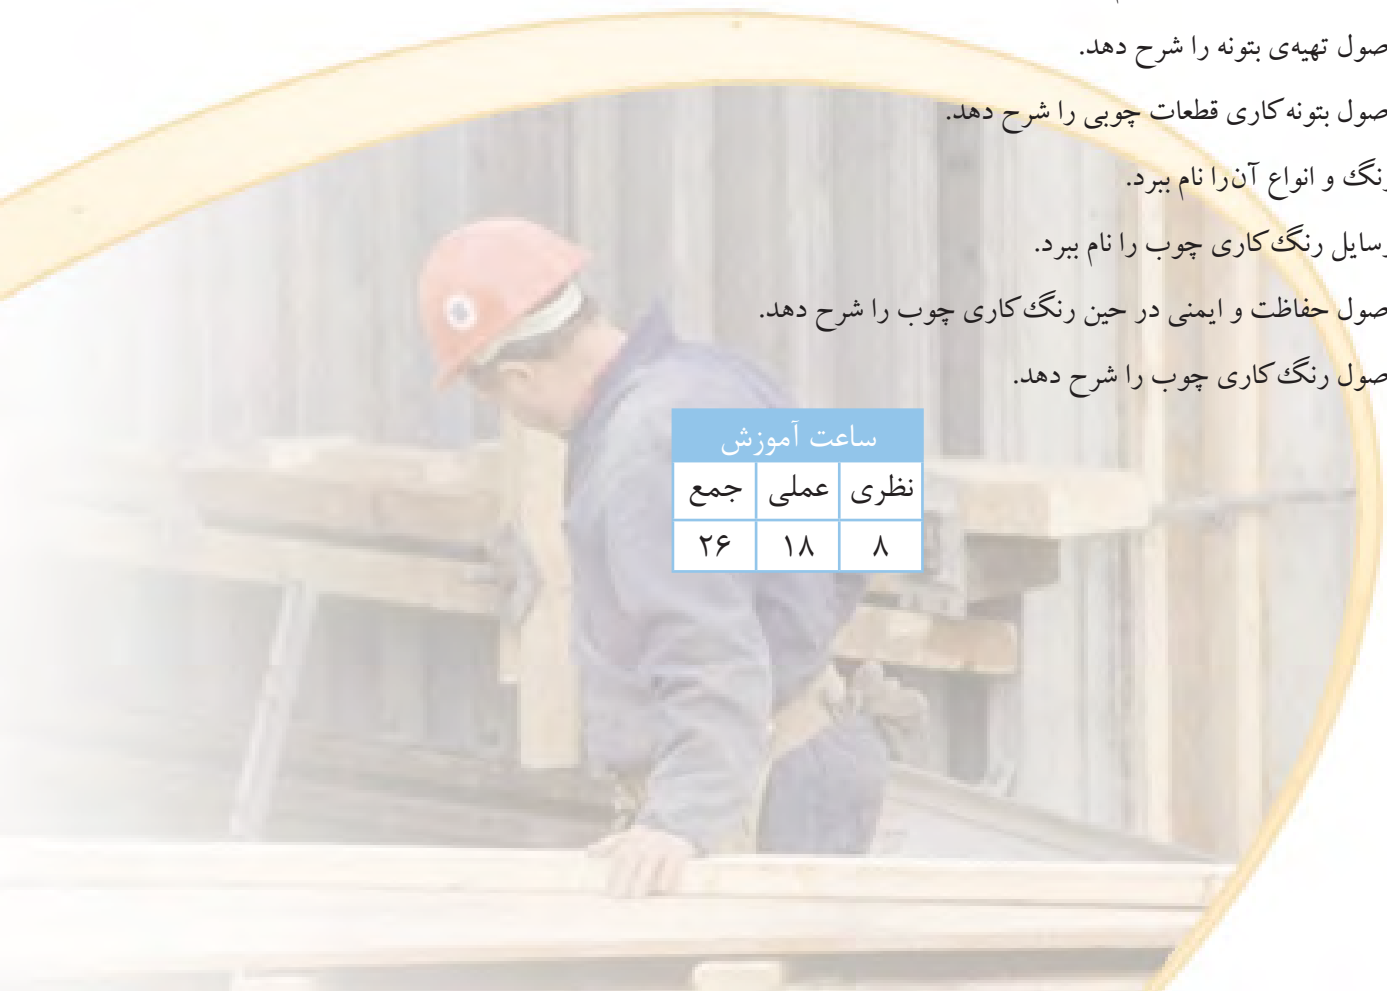 صول تهیه‌ی بتونه را شرح دهد.
صول بتونه‌کاری قطعات چوبی را شرح دهد.
رنگ و انواع آن‌را نام ببرد.
وسایل رنگ‌کاری چوب را نام ببرد.
صول حفاظت و ایمنی در حین رنگ‌کاری چوب را شرح دهد.
صول رنگ‌کاری چوب را شرح دهد.
ساعت آموزش
نظری عملی جمع
۸ ۱۸ ۲۶